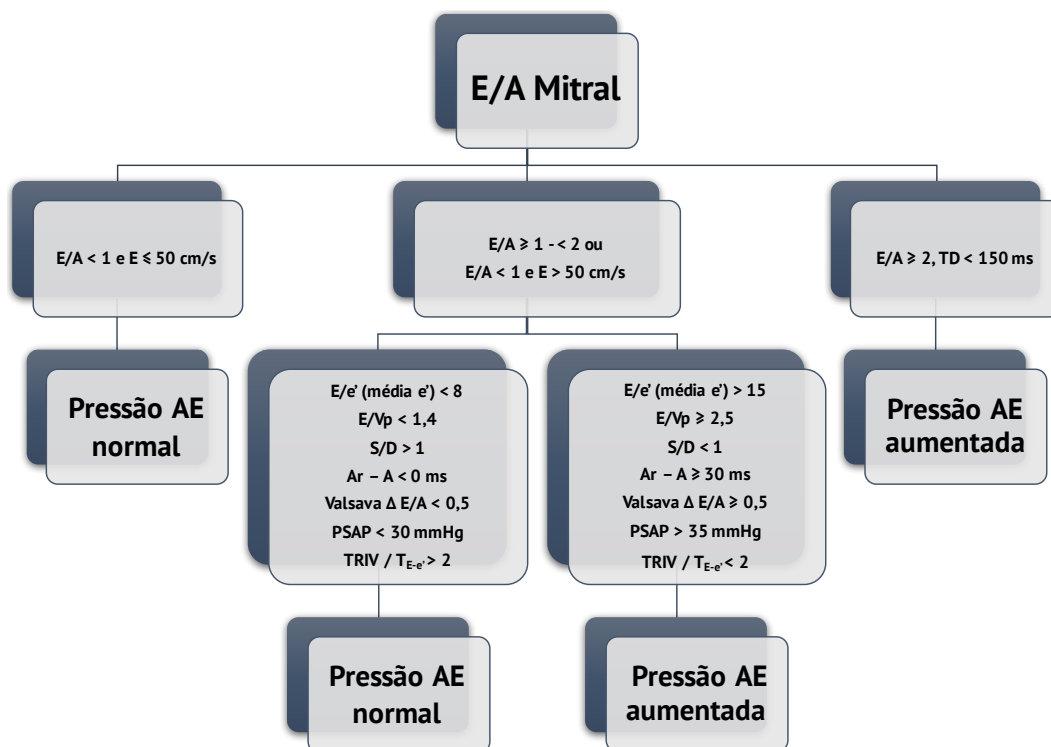 E/A Mitral
E/A < 1 e E ⩽ 50 cm/s
E/A ⩾ 1 - < 2 ou
E/A < 1 e E > 50 cm/s
E/A ⩾ 2, TD < 150 ms
Pressão AE
normal
E/e' (média e') < 8
E/Vp < 1,4
S/D > 1
Ar – A < 0 ms
Valsava Δ E/A < 0,5
PSAP < 30 mmHg
TRIV / TE-e' > 2
E/e' (média e') > 15
E/Vp ⩾ 2,5
S/D < 1
Ar – A ⩾ 30 ms
Valsava Δ E/A ⩾ 0,5
PSAP > 35 mmHg
TRIV / TE-e' < 2
Pressão AE
aumentada
Pressão AE
normal
Pressão AE
aumentada